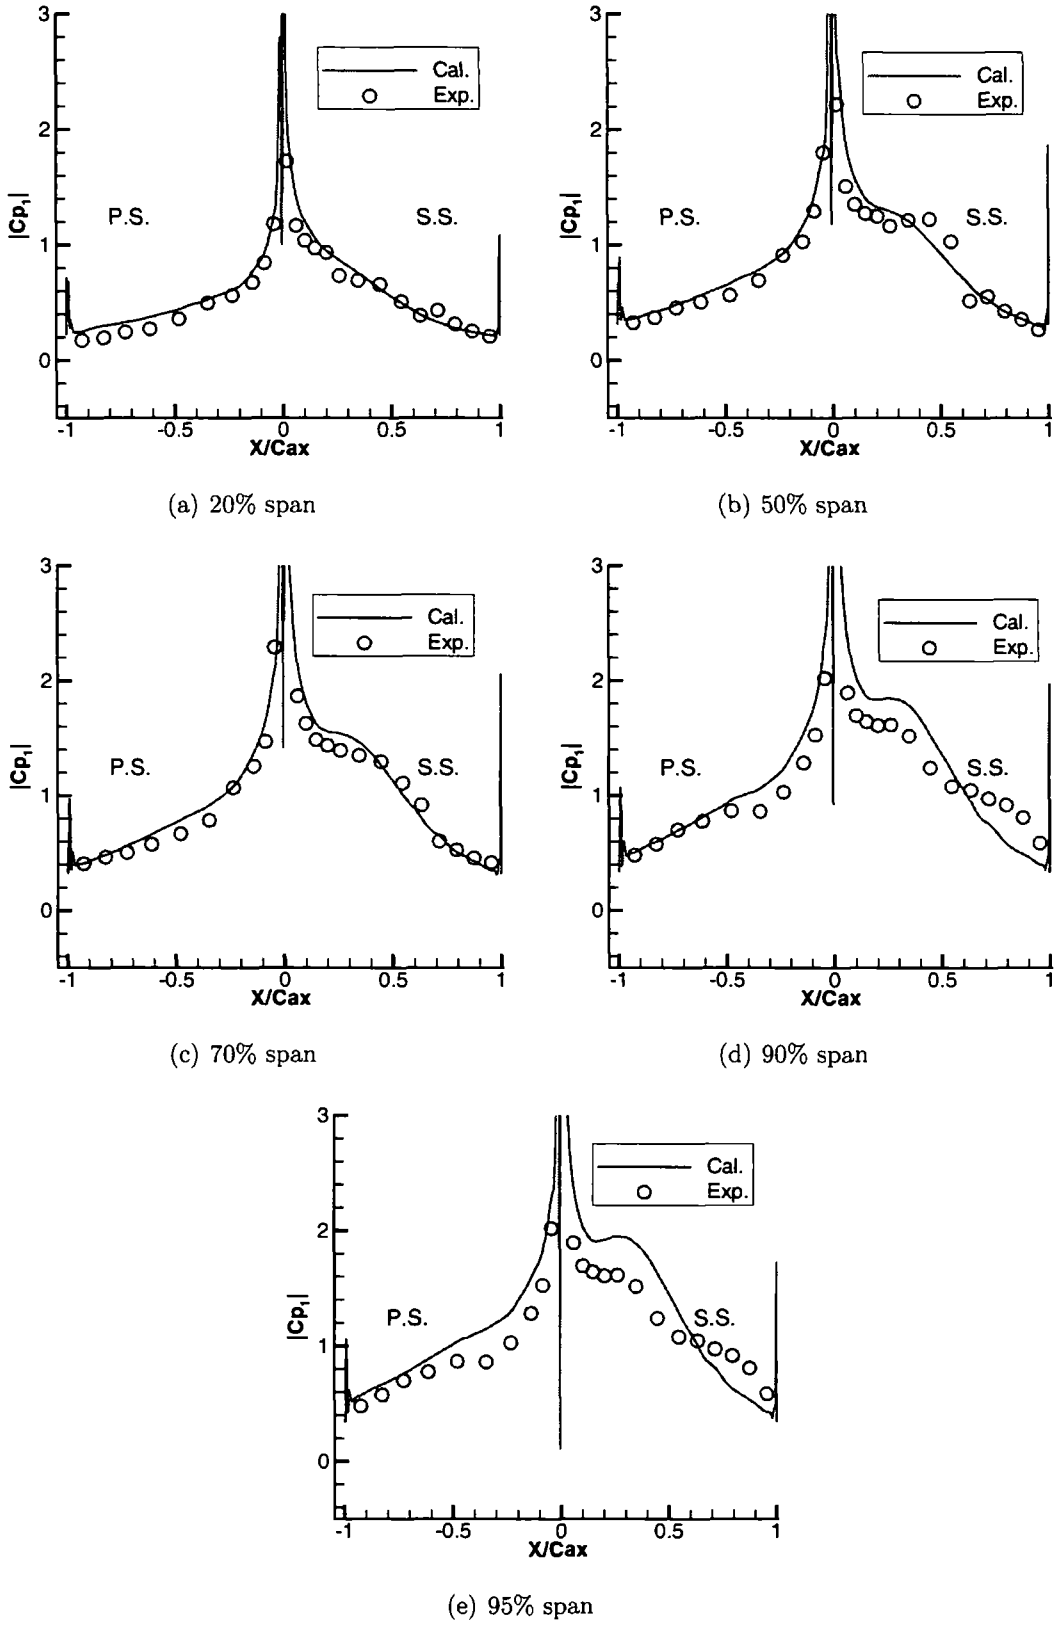 3
2
1
0
|Cp₁|
P.S.
S.S.
Cal.
Exp.
-1 -0.5 0 0.5 1
X/Cax
(a) 20% span
3
2
1
0
|Cp₁|
P.S.
S.S.
Cal.
Exp.
-1 -0.5 0 0.5 1
X/Cax
(b) 50% span
3
2
1
0
|Cp₁|
P.S.
S.S.
Cal.
Exp.
-1 -0.5 0 0.5 1
X/Cax
(c) 70% span
3
2
1
0
|Cp₁|
P.S.
S.S.
Cal.
Exp.
-1 -0.5 0 0.5 1
X/Cax
(d) 90% span
3
2
1
0
|Cp₁|
P.S.
S.S.
Cal.
Exp.
-1 -0.5 0 0.5 1
X/Cax
(e) 95% span